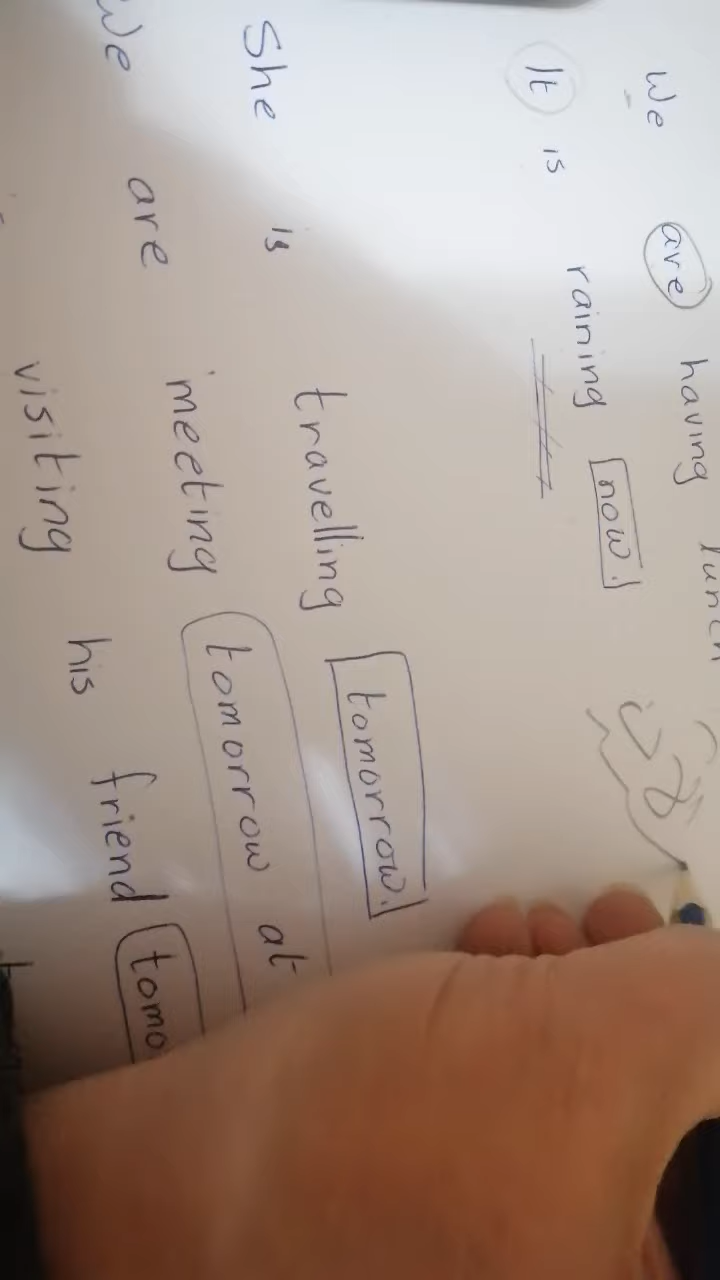 We are having lunch
It is raining now.
She is travelling tomorrow.
We are meeting tomorrow at
visiting his friend tomo